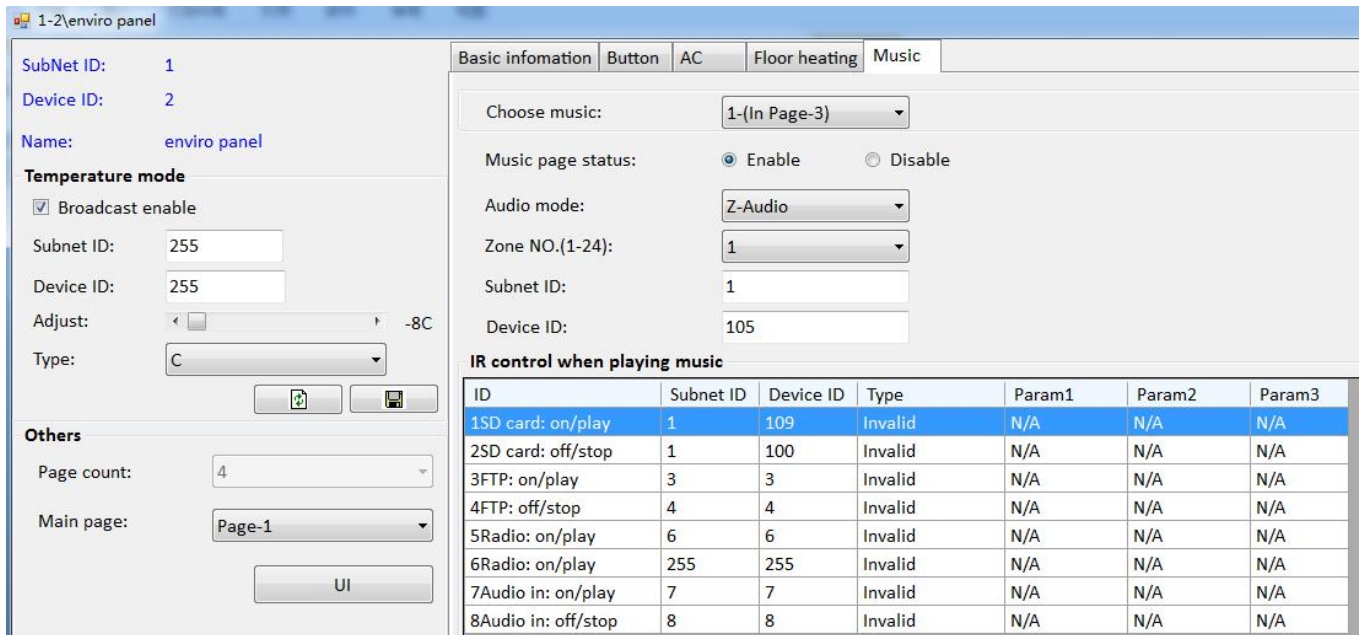 1-2\enviro panel
SubNet ID: 1
Device ID: 2
Name: enviro panel
Temperature mode
Broadcast enable
Subnet ID: 255
Device ID: 255
Adjust: -8C
Type: C
Others
Page count: 4
Main page: Page-1
UI
Basic infomation Button AC Floor heating Music
Choose music: 1-(In Page-3)
Music page status: Enable Disable
Audio mode: Z-Audio
Zone NO.(1-24): 1
Subnet ID: 1
Device ID: 105
IR control when playing music
ID Subnet ID Device ID Type Param1 Param2 Param3
1SD card: on/play 1 109 Invalid N/A N/A N/A
2SD card: off/stop 1 100 Invalid N/A N/A N/A
3FTP: on/play 3 3 Invalid N/A N/A N/A
4FTP: off/stop 4 4 Invalid N/A N/A N/A
5Radio: on/play 6 6 Invalid N/A N/A N/A
6Radio: on/play 255 255 Invalid N/A N/A N/A
7Audio in: on/play 7 7 Invalid N/A N/A N/A
8Audio in: off/stop 8 8 Invalid N/A N/A N/A